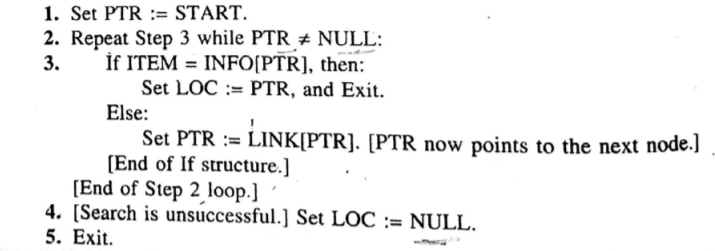 1. Set PTR := START.
2. Repeat Step 3 while PTR ≠ NULL:
3. If ITEM = INFO[PTR], then:
Set LOC := PTR, and Exit.
Else:
Set PTR := LINK[PTR]. [PTR now points to the next node.]
[End of If structure.]
[End of Step 2 loop.]
4. [Search is unsuccessful.] Set LOC := NULL.
5. Exit.